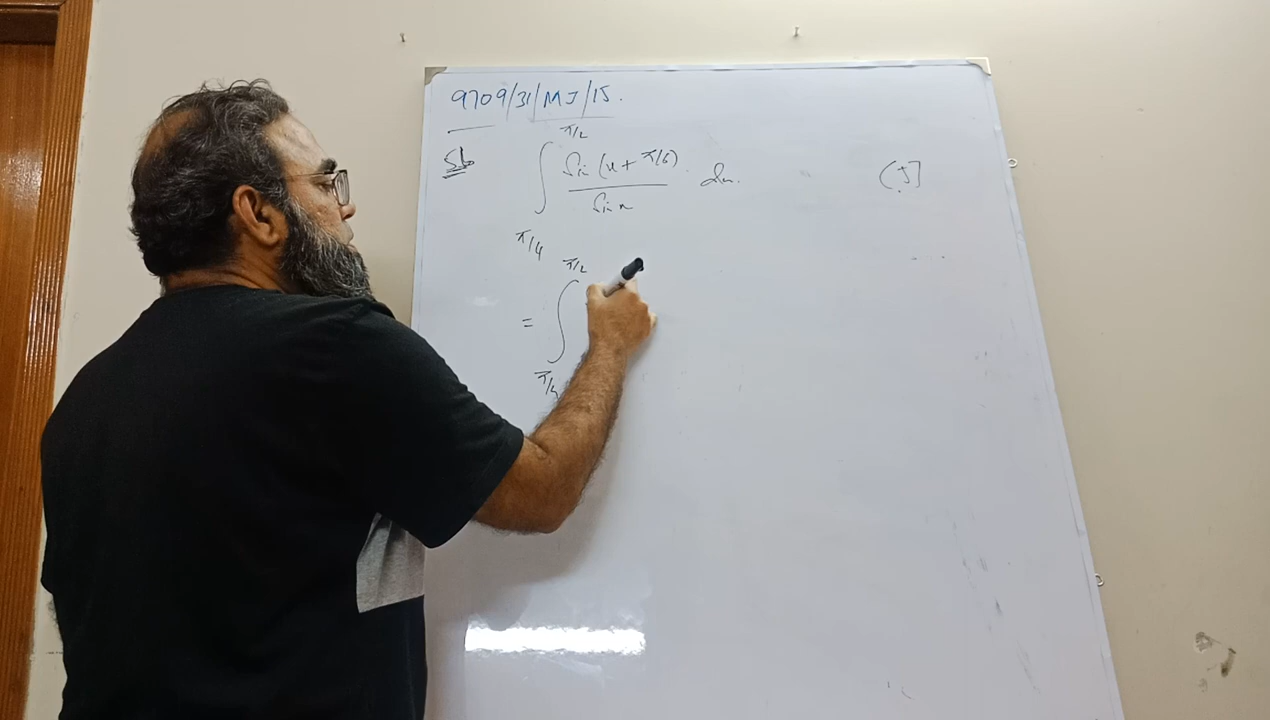 9709/31/MJ/15.
5b ∫_{π/4}^{π/2} Sin (x + π/6) / Sin x dx. [5]
= ∫_{π/4}^{π/2}